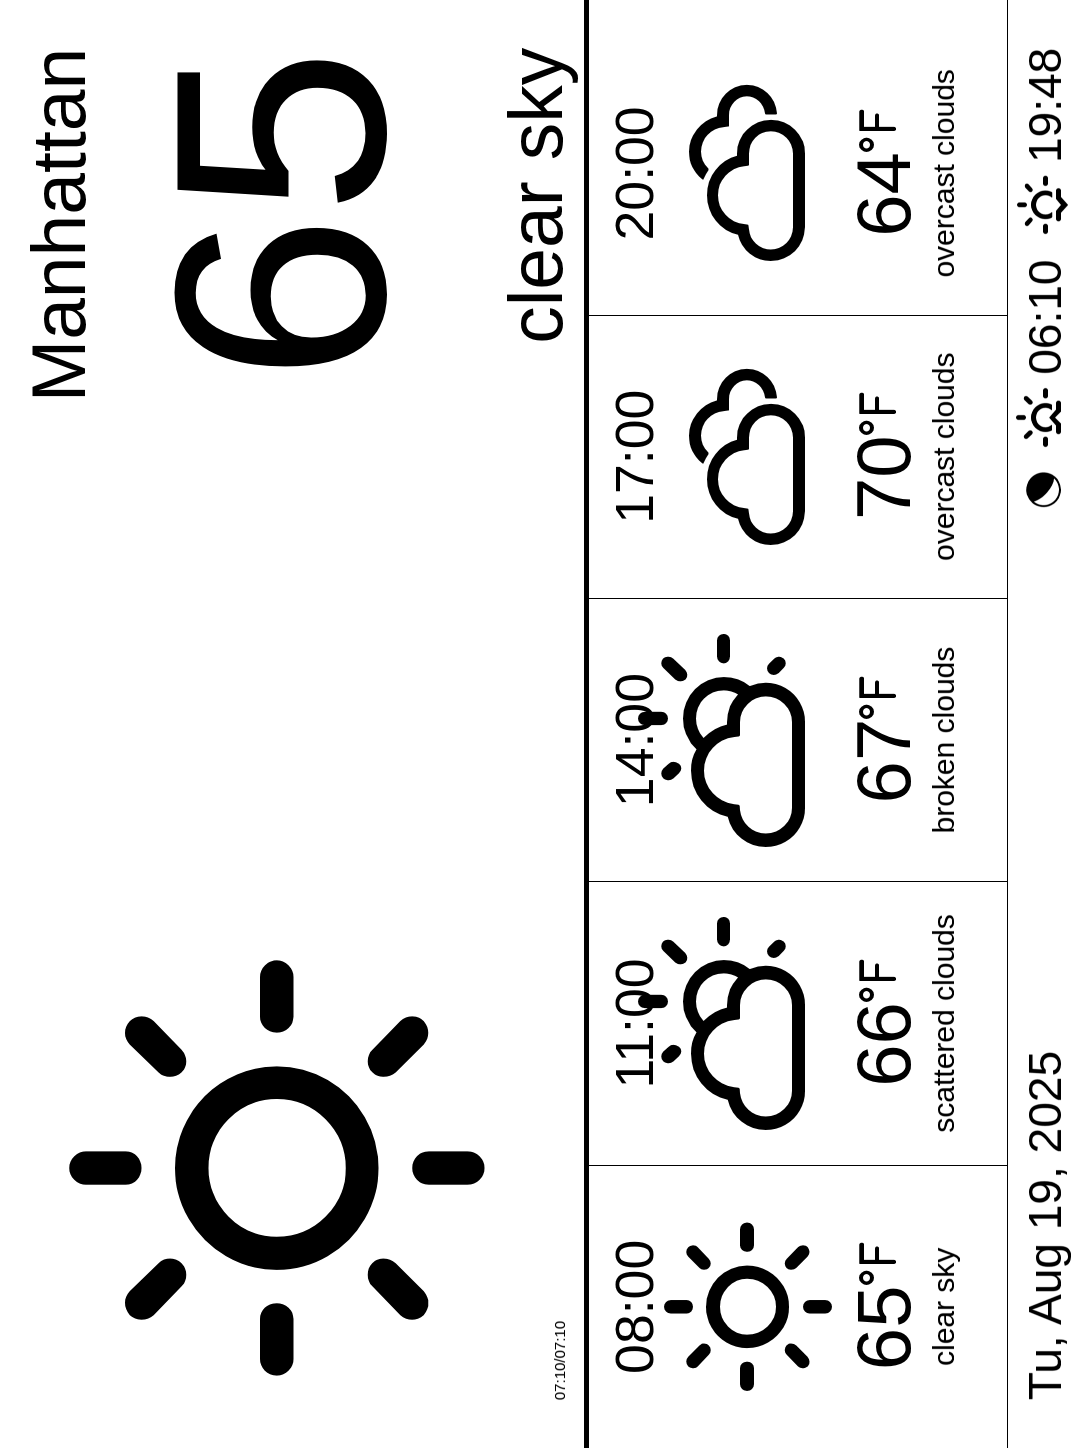 Manhattan
65
clear sky
07:10/07:10
08:00
65°F
clear sky
11:00
66°F
scattered clouds
14:00
67°F
broken clouds
17:00
70°F
overcast clouds
20:00
64°F
overcast clouds
Tu, Aug 19, 2025
06:10
19:48